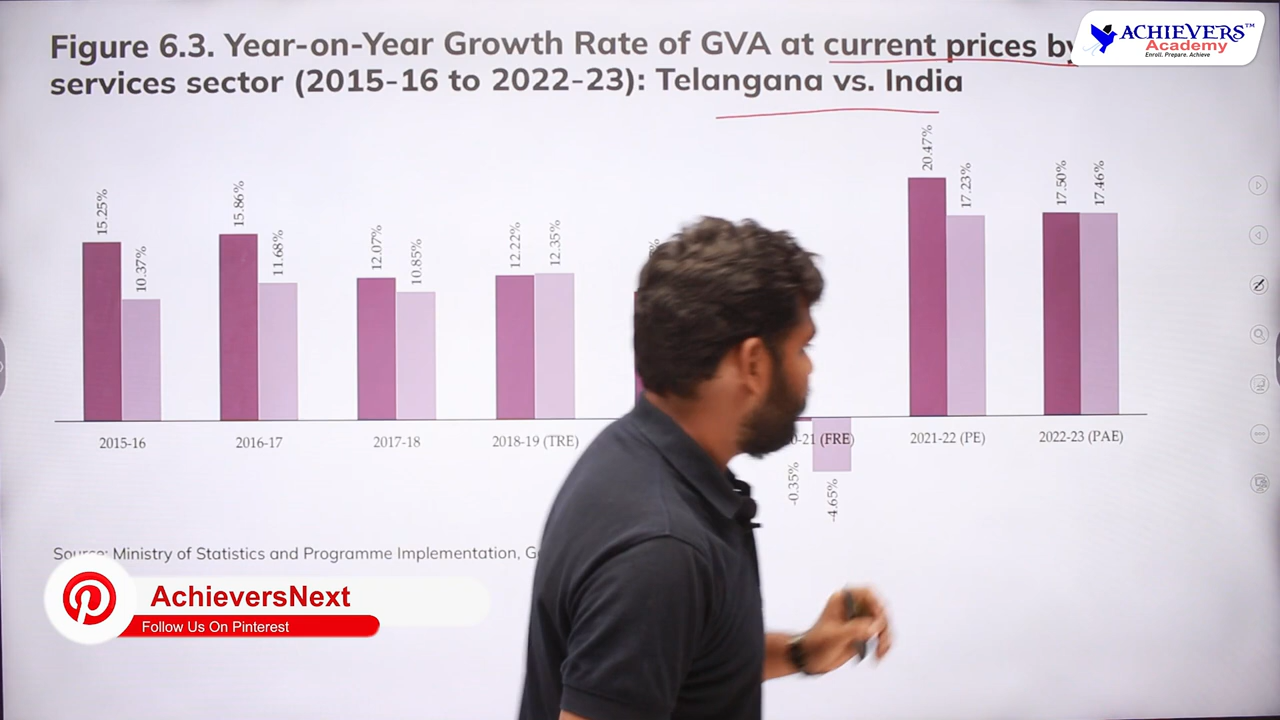 Figure 6.3. Year-on-Year Growth Rate of GVA at current prices by
services sector (2015-16 to 2022-23): Telangana vs. India
ACHIEVERS™
Academy
Enroll. Prepare. Achieve
15.25%
10.37%
15.86%
11.68%
12.07%
10.85%
12.22%
12.35%
%
-0.35%
-4.65%
20.47%
17.23%
17.50%
17.46%
2015-16
2016-17
2017-18
2018-19 (TRE)
0-21 (FRE)
2021-22 (PE)
2022-23 (PAE)
Source: Ministry of Statistics and Programme Implementation, G
AchieversNext
Follow Us On Pinterest